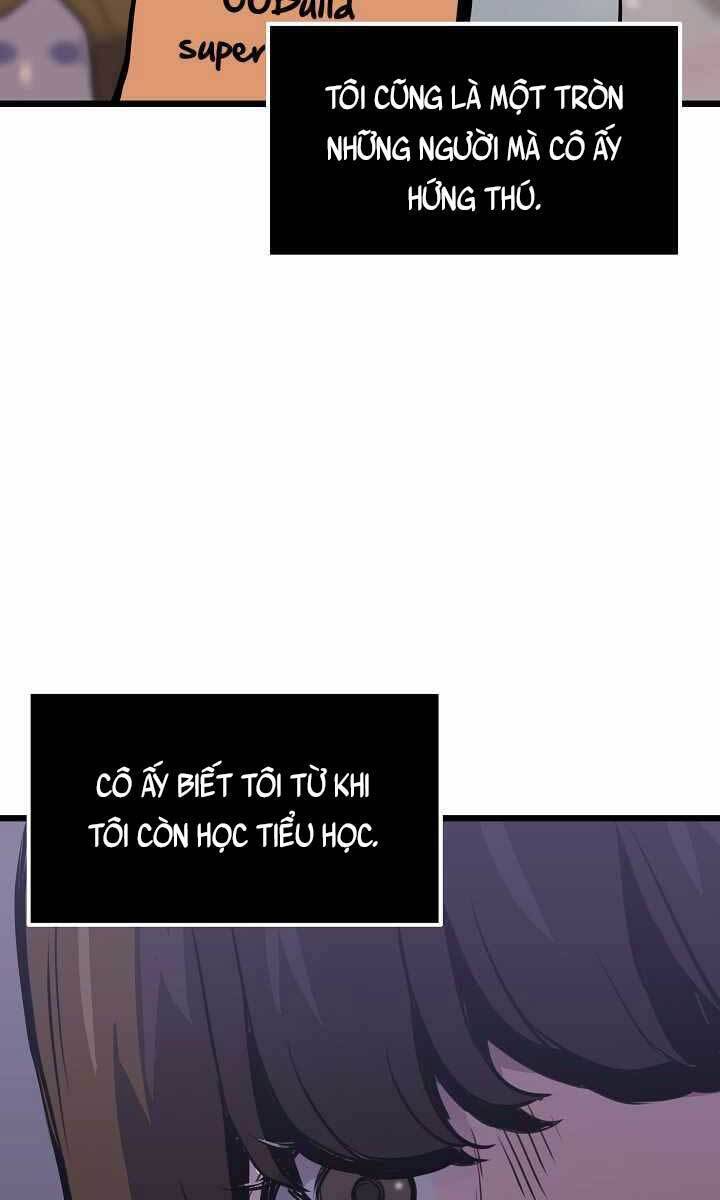 OOBuild
super
TÔI CŨNG LÀ MỘT TRÒN
NHỮNG NGƯỜI MÀ CÔ ẤY
HỨNG THÚ.
CÔ ẤY BIẾT TÔI TỪ KHI
TÔI CÒN HỌC TIỂU HỌC.